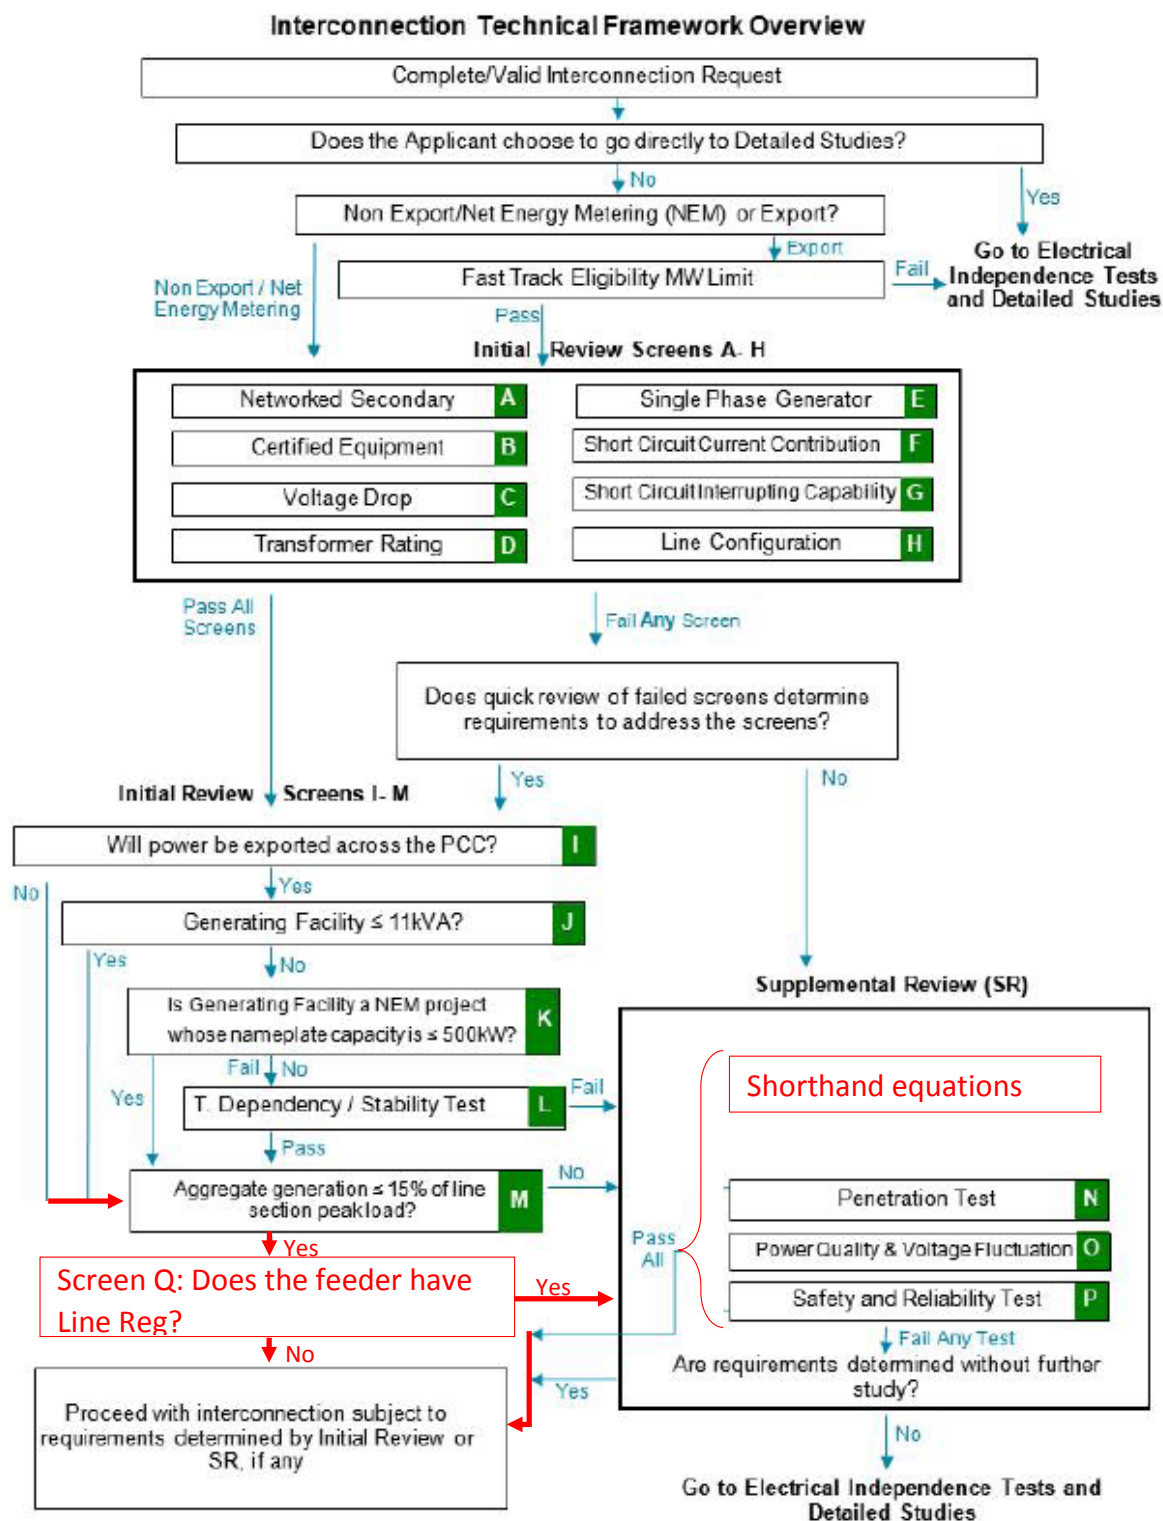 Interconnection Technical Framework Overview
Complete/Valid Interconnection Request
Does the Applicant choose to go directly to Detailed Studies?
No
Yes
Non Export/Net Energy Metering (NEM) or Export?
Export
Go to Electrical
Independence Tests
and Detailed Studies
Fast Track Eligibility MW Limit
Fail
Non Export / Net
Energy Metering
Pass
Initial Review Screens A- H
Networked Secondary A
Single Phase Generator E
Certified Equipment B
Short Circuit Current Contribution F
Voltage Drop C
Short Circuit Interrupting Capability G
Transformer Rating D
Line Configuration H
Pass All
Screens
Fail Any Screen
Does quick review of failed screens determine
requirements to address the screens?
Yes
No
Initial Review Screens I- M
Will power be exported across the PCC? I
No
Yes
Generating Facility ≤ 11kVA? J
Yes
No
Is Generating Facility a NEM project
whose nameplate capacity is ≤ 500kW?
K
Fail No
Yes
T. Dependency / Stability Test L
Fail
Pass
Aggregate generation ≤ 15% of line
section peak load?
M
No
Yes
Screen Q: Does the feeder have
Line Reg?
Yes
No
Proceed with interconnection subject to
requirements determined by Initial Review or
SR, if any
Supplemental Review (SR)
Shorthand equations
Penetration Test N
Power Quality & Voltage Fluctuation O
Safety and Reliability Test P
Pass
All
Fail Any Test
Are requirements determined without further
study?
Yes
No
Go to Electrical Independence Tests and
Detailed Studies